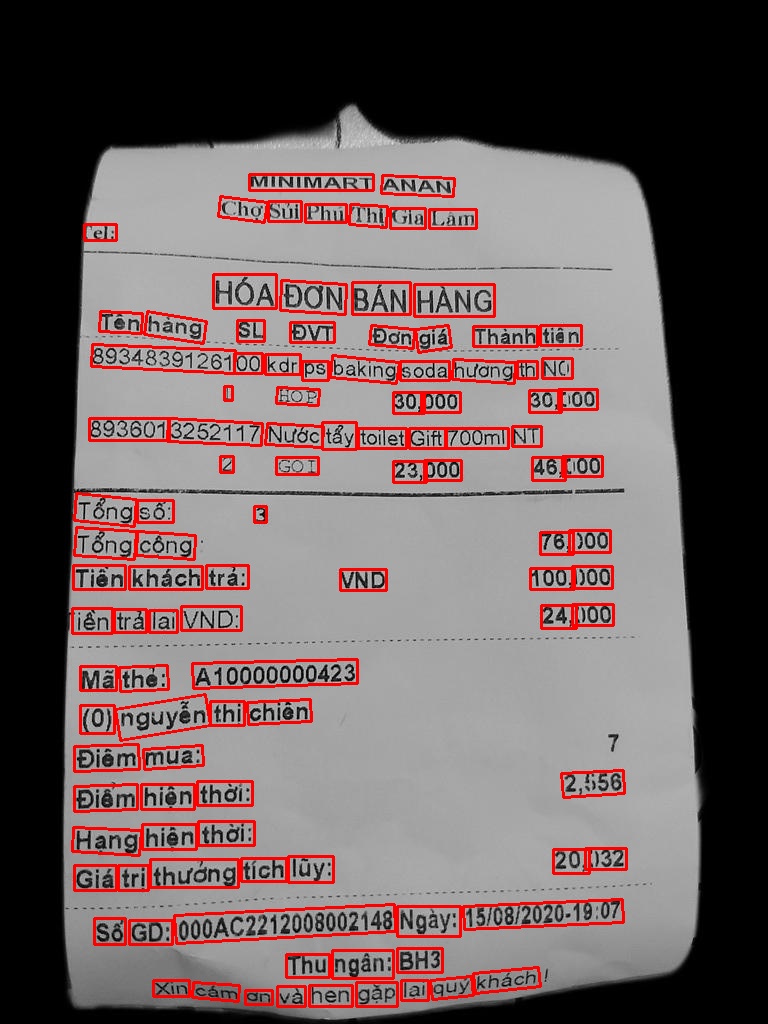 MINIMART ANAN
Chợ Sủi Phú Thị Gia Lâm
Tel:
HÓA ĐƠN BÁN HÀNG
Tên hàng SL ĐVT Đơn giá Thành tiền
8934839126100 kdr ps baking soda hương th NO
1 HOP 30,000 30,000
8936013252117 Nước tẩy toilet Gift 700ml NT
2 GOI 23,000 46,000
Tổng số: 3
Tổng cộng : 76,000
Tiền khách trả: VND 100,000
Tiền trả lại VND: 24,000
Mã thẻ: A10000000423
(0) nguyễn thi chiên
Điểm mua: 7
Điểm hiện thời: 2,556
Hạng hiện thời:
Giá trị thưởng tích lũy: 20,032
Số GD: 000AC2212008002148 Ngày: 15/08/2020-19:07
Thu ngân: BH3
Xin cám ơn và hẹn gặp lại quý khách !